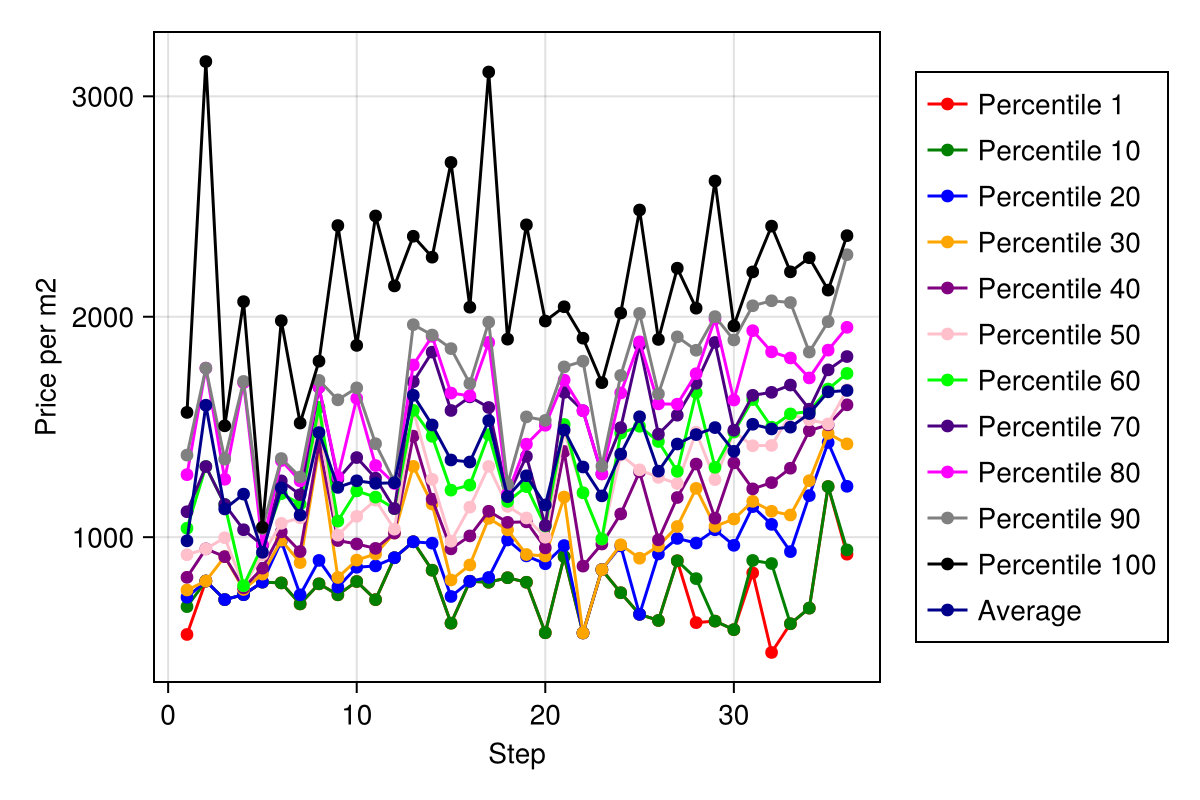 3000
2000
1000
Price per m2
0 10 20 30
Step
Percentile 1
Percentile 10
Percentile 20
Percentile 30
Percentile 40
Percentile 50
Percentile 60
Percentile 70
Percentile 80
Percentile 90
Percentile 100
Average